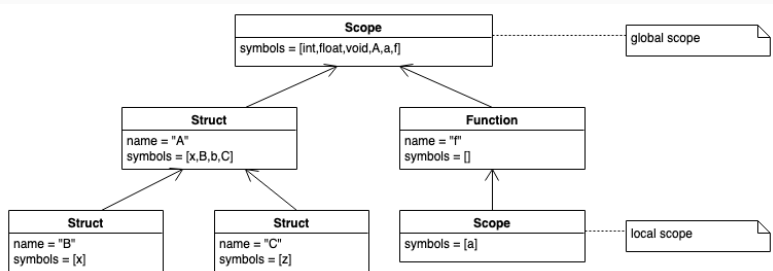 Scope
symbols = [int,float,void,A,a,f]
global scope
Struct
name = "A"
symbols = [x,B,b,C]
Function
name = "f"
symbols = []
Struct
name = "B"
symbols = [x]
Struct
name = "C"
symbols = [z]
Scope
symbols = [a]
local scope